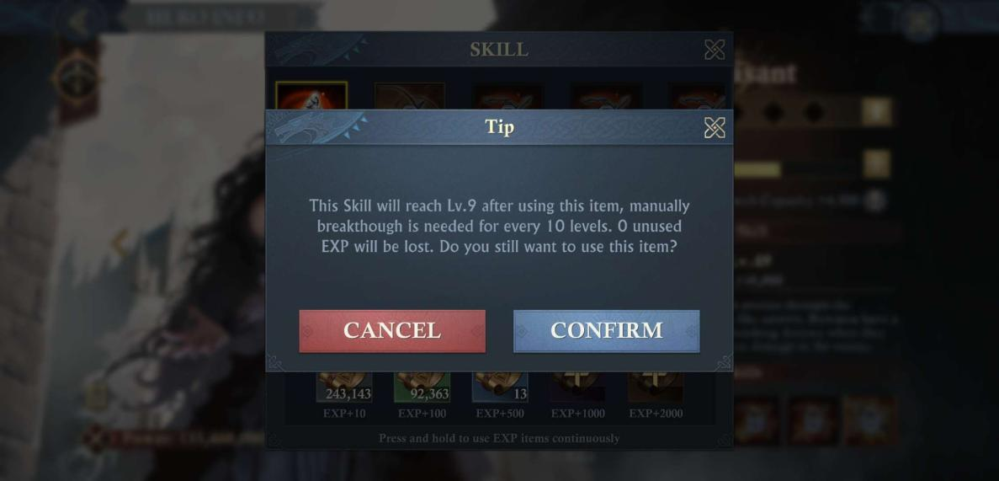 HERO INFO
SKILL
Tip
This Skill will reach Lv.9 after using this item, manually
breakthough is needed for every 10 levels. 0 unused
EXP will be lost. Do you still want to use this item?
CANCEL
CONFIRM
243,143
92,363
13
EXP+10
EXP+100
EXP+500
EXP+1000
EXP+2000
Press and hold to use EXP items continuously